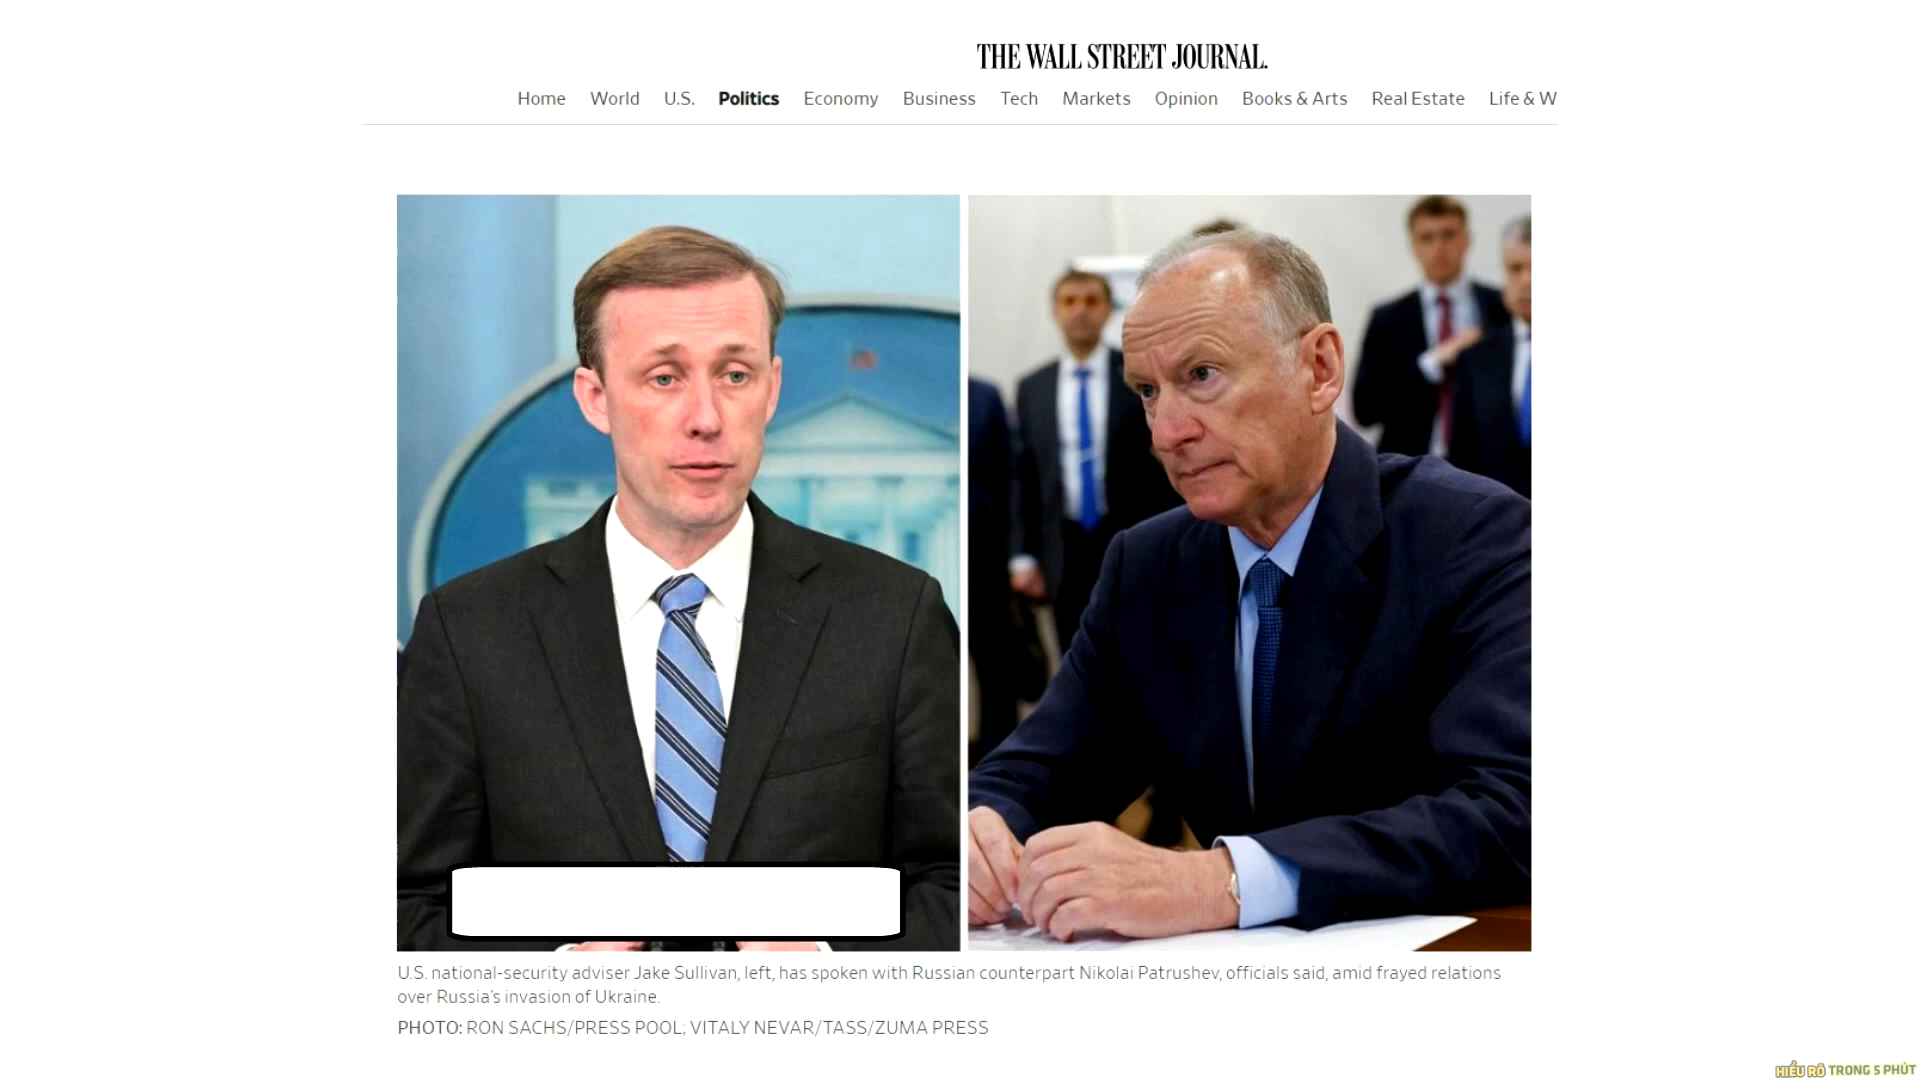 THE WALL STREET JOURNAL.
Home World U.S. Politics Economy Business Tech Markets Opinion Books & Arts Real Estate Life & W
U.S. national-security adviser Jake Sullivan, left, has spoken with Russian counterpart Nikolai Patrushev, officials said, amid frayed relations
over Russia's invasion of Ukraine.
PHOTO: RON SACHS/PRESS POOL; VITALY NEVAR/TASS/ZUMA PRESS
HIỂU RÕ TRONG 5 PHÚT